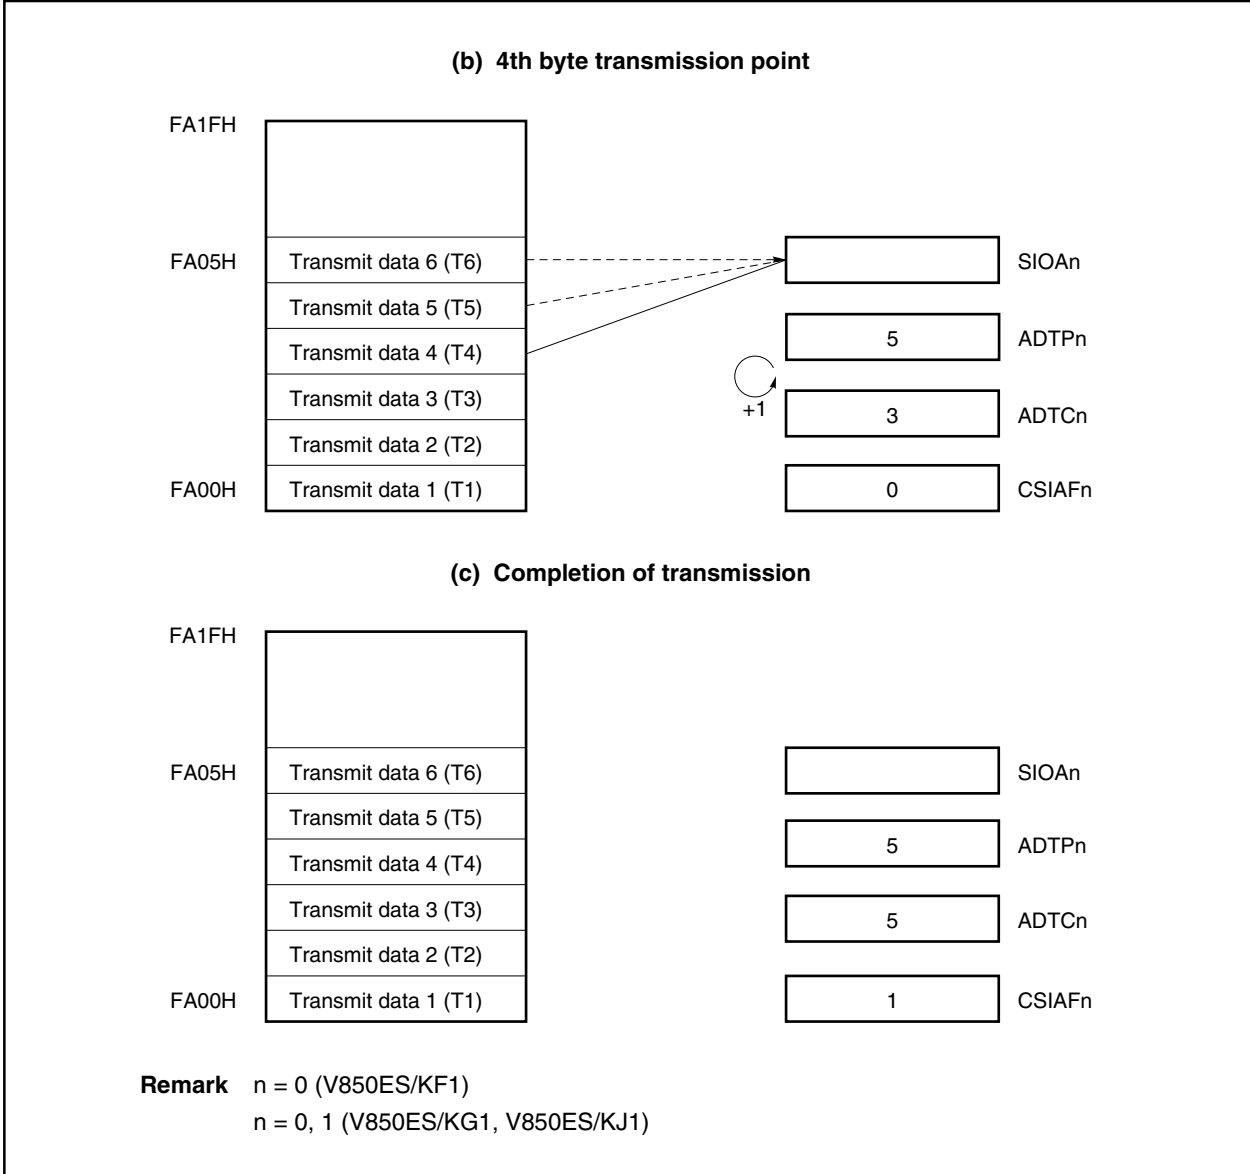 (b) 4th byte transmission point
FA1FH
FA05H Transmit data 6 (T6) SIOAn
Transmit data 5 (T5)
5 ADTPn
Transmit data 4 (T4)
Transmit data 3 (T3)
+1
3 ADTCn
Transmit data 2 (T2)
FA00H Transmit data 1 (T1) 0 CSIAFn
(c) Completion of transmission
FA1FH
FA05H Transmit data 6 (T6) SIOAn
Transmit data 5 (T5)
5 ADTPn
Transmit data 4 (T4)
Transmit data 3 (T3)
5 ADTCn
Transmit data 2 (T2)
FA00H Transmit data 1 (T1) 1 CSIAFn
Remark n = 0 (V850ES/KF1)
n = 0, 1 (V850ES/KG1, V850ES/KJ1)